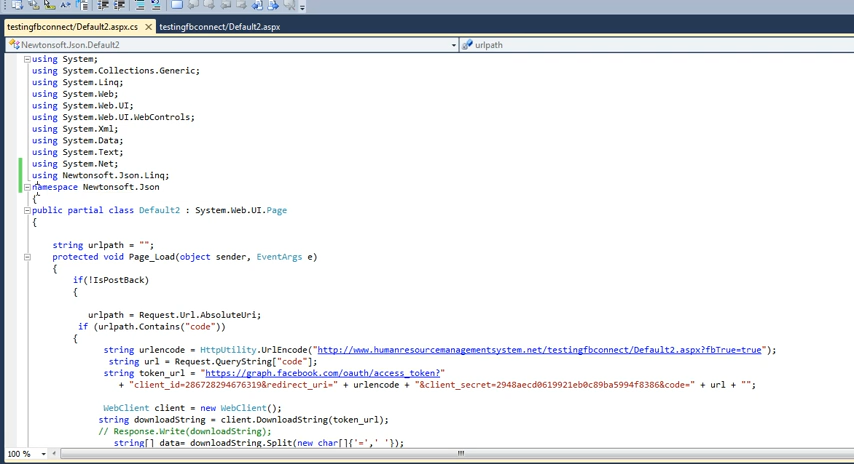 testingfbconnect/Default2.aspx.cs testingfbconnect/Default2.aspx
Newtonsoft.Json.Default2 urlpath
using System;
using System.Collections.Generic;
using System.Linq;
using System.Web;
using System.Web.UI;
using System.Web.UI.WebControls;
using System.Xml;
using System.Data;
using System.Text;
using System.Net;
using Newtonsoft.Json.Linq;
namespace Newtonsoft.Json
{
public partial class Default2 : System.Web.UI.Page
{
string urlpath = "";
protected void Page_Load(object sender, EventArgs e)
{
if(!IsPostBack)
{
urlpath = Request.Url.AbsoluteUri;
if (urlpath.Contains("code"))
{
string urlencode = HttpUtility.UrlEncode("http://www.humanresourcemanagementsystem.net/testingfbconnect/Default2.aspx?fbTrue=true");
string url = Request.QueryString["code"];
string token_url = "https://graph.facebook.com/oauth/access_token?"
+ "client_id=286728294676319&redirect_uri=" + urlencode + "&client_secret=2948aecd0619921eb0c89ba5994f8386&code=" + url + "";
WebClient client = new WebClient();
string downloadString = client.DownloadString(token_url);
// Response.Write(downloadString);
string[] data= downloadString.Split(new char[]{'=',' '});
100 %